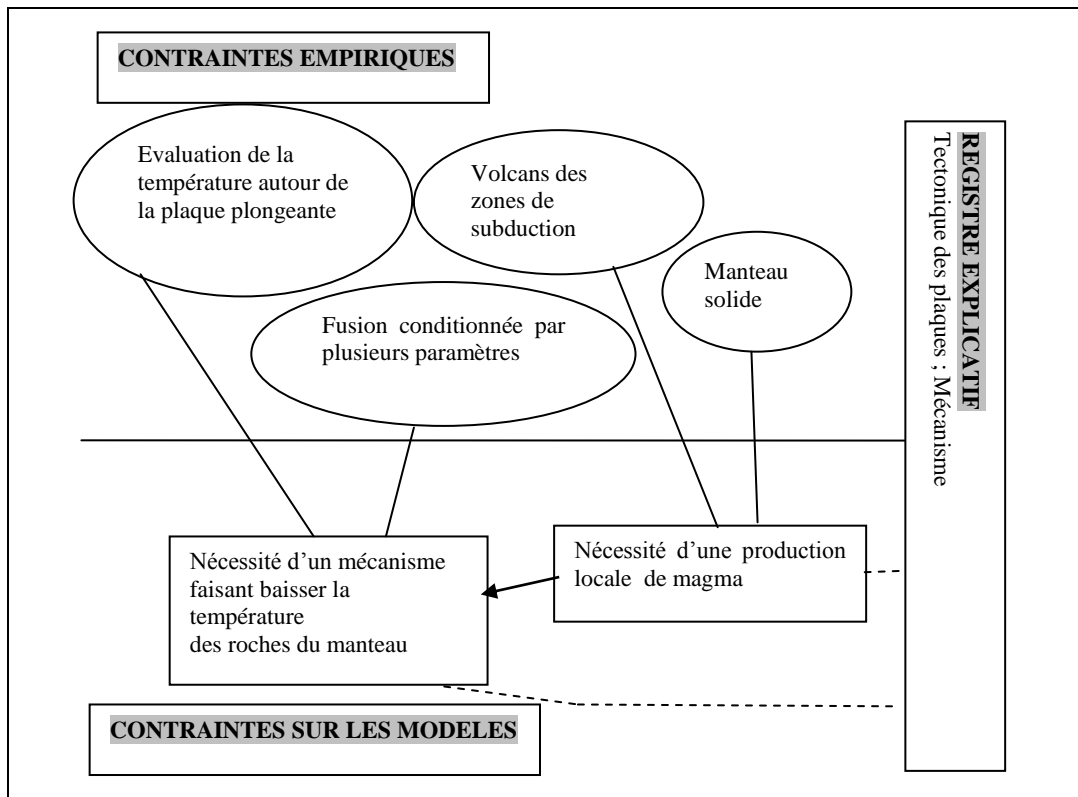 CONTRAINTES EMPIRIQUES
Evaluation de la
température autour de
la plaque plongeante
Volcans des
zones de
subduction
Manteau
solide
Fusion conditionnée par
plusieurs paramètres
REGISTRE EXPLICATIF
Tectonique des plaques ; Mécanisme
Nécessité d'un mécanisme
faisant baisser la
température
des roches du manteau
Nécessité d'une production
locale de magma
CONTRAINTES SUR LES MODELES